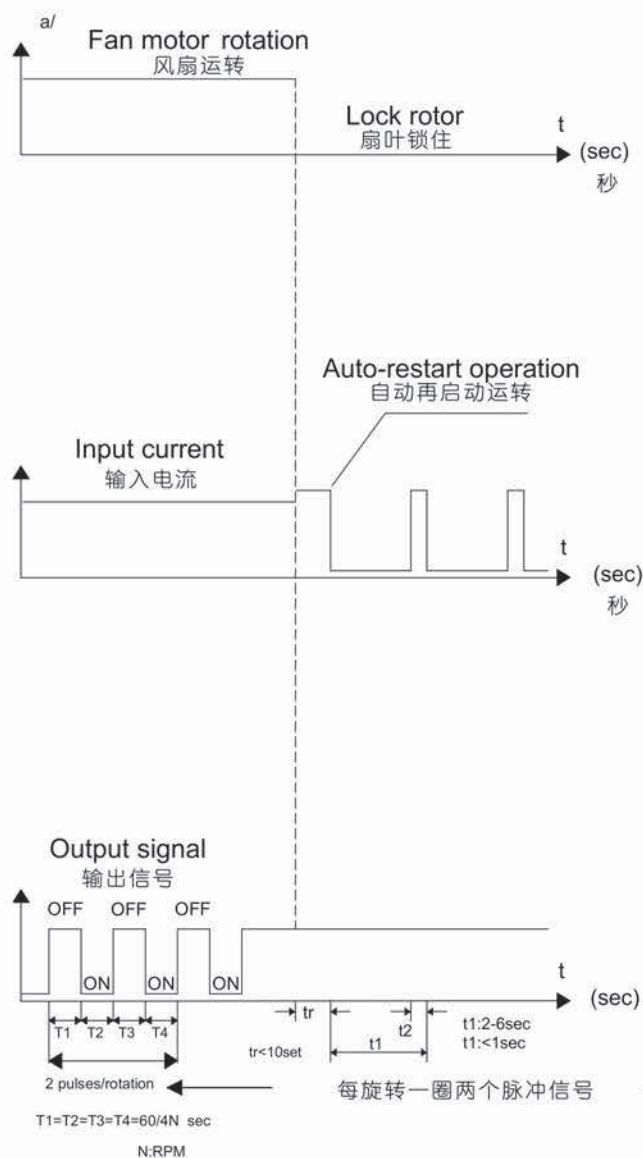 a/
Fan motor rotation
风扇运转
Lock rotor
扇叶锁住
t
(sec)
秒
Auto-restart operation
自动再启动运转
Input current
输入电流
t
(sec)
秒
Output signal
输出信号
OFF OFF OFF
ON ON ON
t
(sec)
T1 T2 T3 T4
tr
t2
t1
t1:2-6sec
t1:<1sec
tr<10set
2 pulses/rotation
每旋转一圈两个脉冲信号
T1=T2=T3=T4=60/4N sec
N:RPM